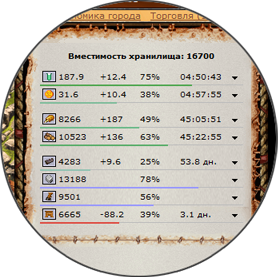 омика города Торговля г
Вместимость хранилища: 16700
187.9 +12.4 75% 04:50:43
31.6 +10.4 38% 04:57:55
8266 +187 49% 45:05:51
10523 +136 63% 45:22:55
4283 +9.6 25% 53.8 дн.
13188 78%
9501 56%
6665 -88.2 39% 3.1 дн.